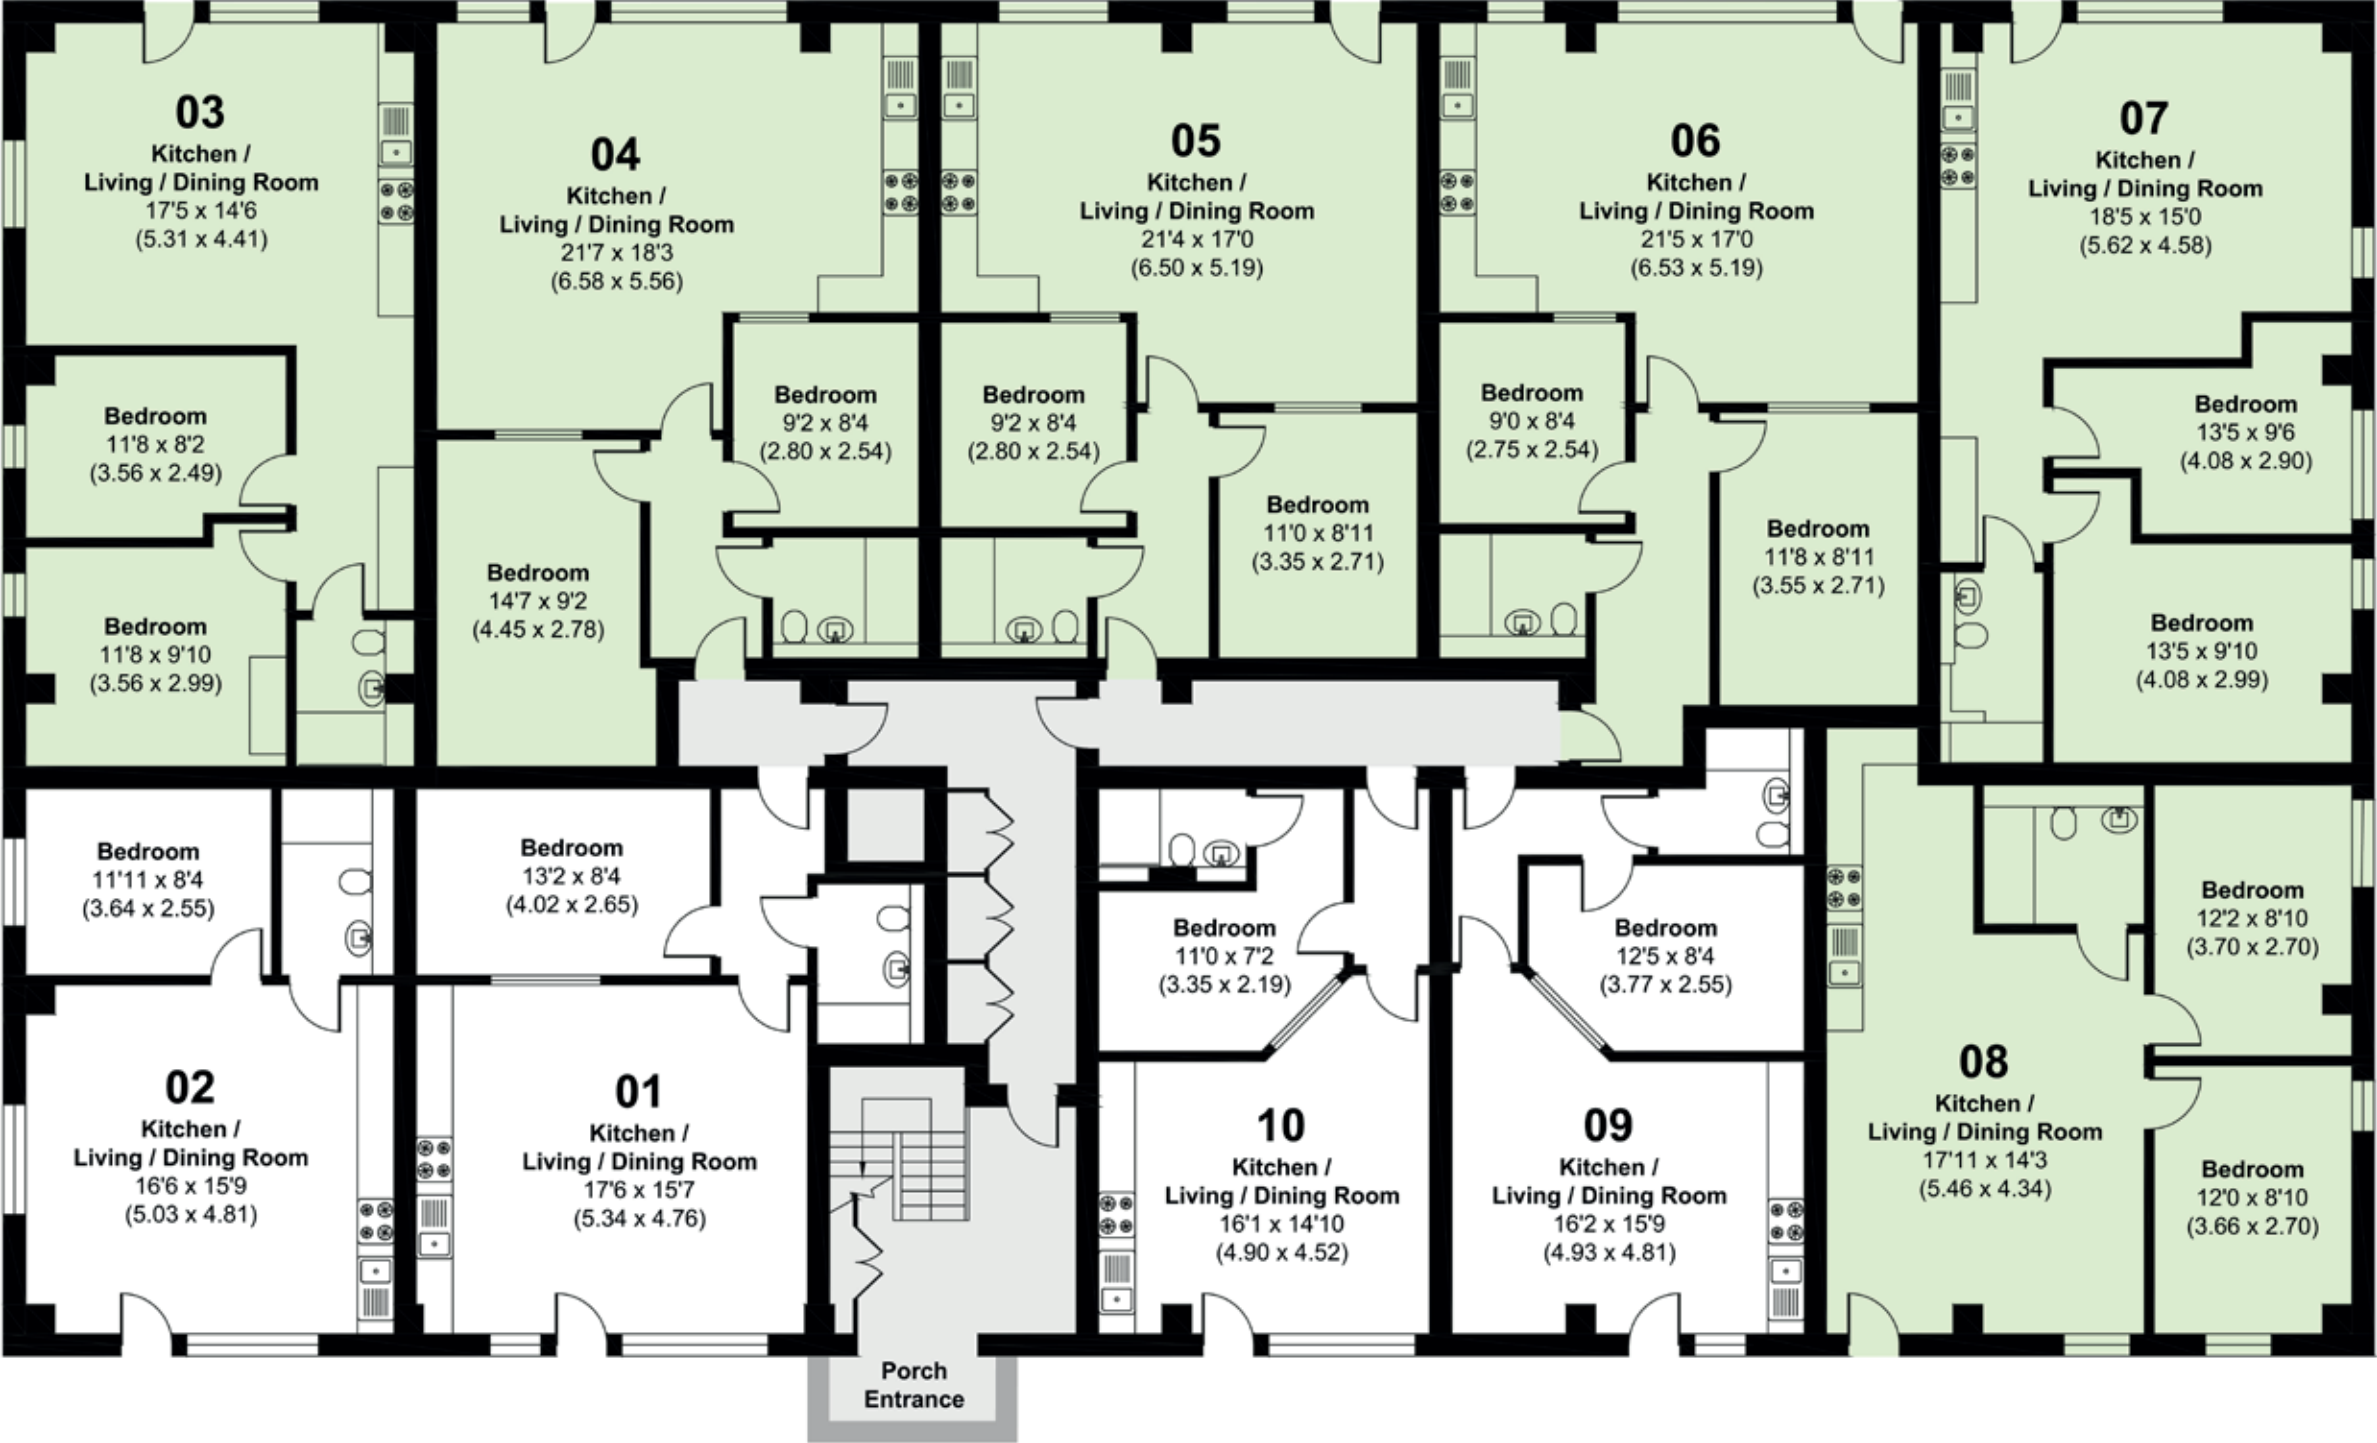 03
Kitchen /
Living / Dining Room
17'5 x 14'6
(5.31 x 4.41)
04
Kitchen /
Living / Dining Room
21'7 x 18'3
(6.58 x 5.56)
05
Kitchen /
Living / Dining Room
21'4 x 17'0
(6.50 x 5.19)
06
Kitchen /
Living / Dining Room
21'5 x 17'0
(6.53 x 5.19)
07
Kitchen /
Living / Dining Room
18'5 x 15'0
(5.62 x 4.58)
Bedroom
11'8 x 8'2
(3.56 x 2.49)
Bedroom
9'2 x 8'4
(2.80 x 2.54)
Bedroom
9'2 x 8'4
(2.80 x 2.54)
Bedroom
9'0 x 8'4
(2.75 x 2.54)
Bedroom
13'5 x 9'6
(4.08 x 2.90)
Bedroom
11'8 x 9'10
(3.56 x 2.99)
Bedroom
14'7 x 9'2
(4.45 x 2.78)
Bedroom
11'0 x 8'11
(3.35 x 2.71)
Bedroom
11'8 x 8'11
(3.55 x 2.71)
Bedroom
13'5 x 9'10
(4.08 x 2.99)
Bedroom
11'11 x 8'4
(3.64 x 2.55)
Bedroom
13'2 x 8'4
(4.02 x 2.65)
Bedroom
11'0 x 7'2
(3.35 x 2.19)
Bedroom
12'5 x 8'4
(3.77 x 2.55)
Bedroom
12'2 x 8'10
(3.70 x 2.70)
02
Kitchen /
Living / Dining Room
16'6 x 15'9
(5.03 x 4.81)
01
Kitchen /
Living / Dining Room
17'6 x 15'7
(5.34 x 4.76)
10
Kitchen /
Living / Dining Room
16'1 x 14'10
(4.90 x 4.52)
09
Kitchen /
Living / Dining Room
16'2 x 15'9
(4.93 x 4.81)
08
Kitchen /
Living / Dining Room
17'11 x 14'3
(5.46 x 4.34)
Bedroom
12'0 x 8'10
(3.66 x 2.70)
Porch
Entrance